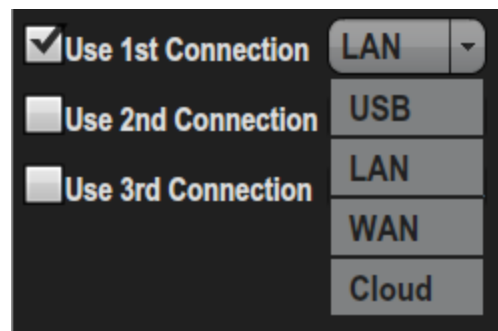 Use 1st Connection LAN
Use 2nd Connection USB
LAN
Use 3rd Connection
WAN
Cloud